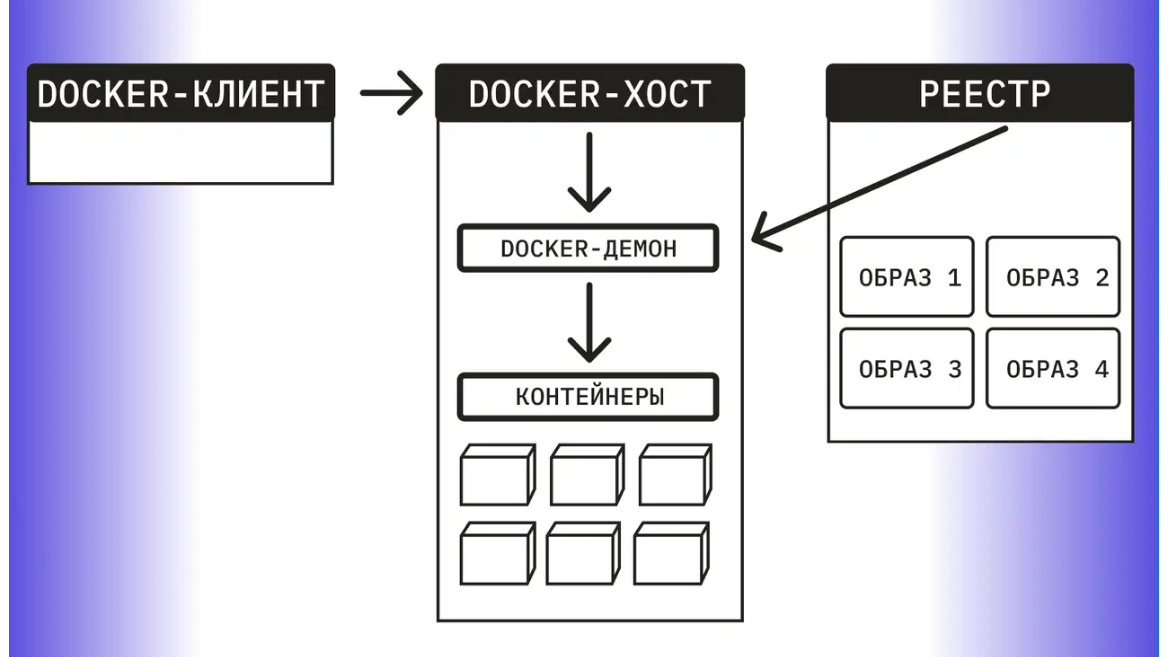 DOCKER-КЛИЕНТ
DOCKER-ХОСТ
DOCKER-ДЕМОН
КОНТЕЙНЕРЫ
РЕЕСТР
ОБРАЗ 1
ОБРАЗ 2
ОБРАЗ 3
ОБРАЗ 4